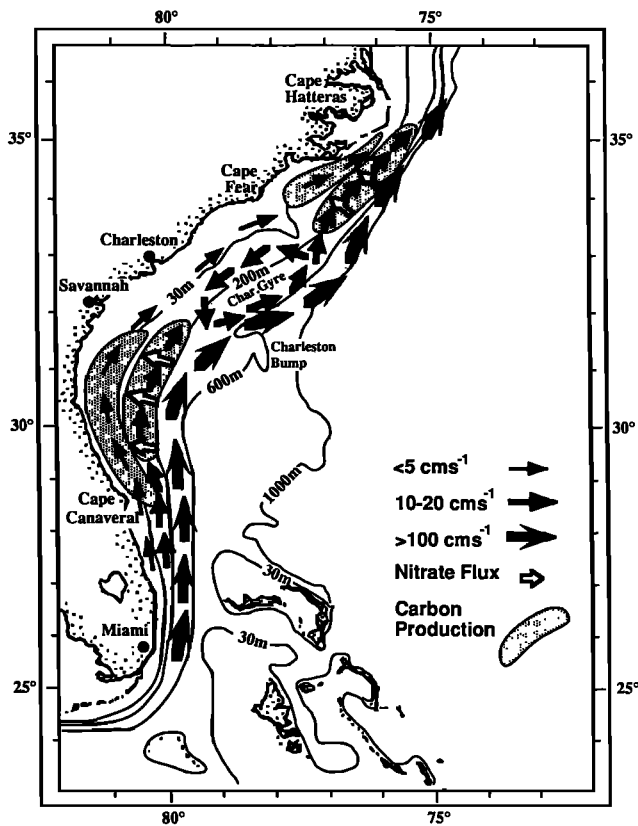 80°
75°
Cape
Hatteras
35°
35°
Cape
Fear
Charleston
30m
200m
Char-Gyre
Savannah
Charleston
Bump
600m
30°
30°
<5 cms-1
1000m
10-20 cms-1
Cape
Canaveral
>100 cms-1
30m
Nitrate Flux
Carbon
Production
Miami
30m
25°
25°
80°
75°